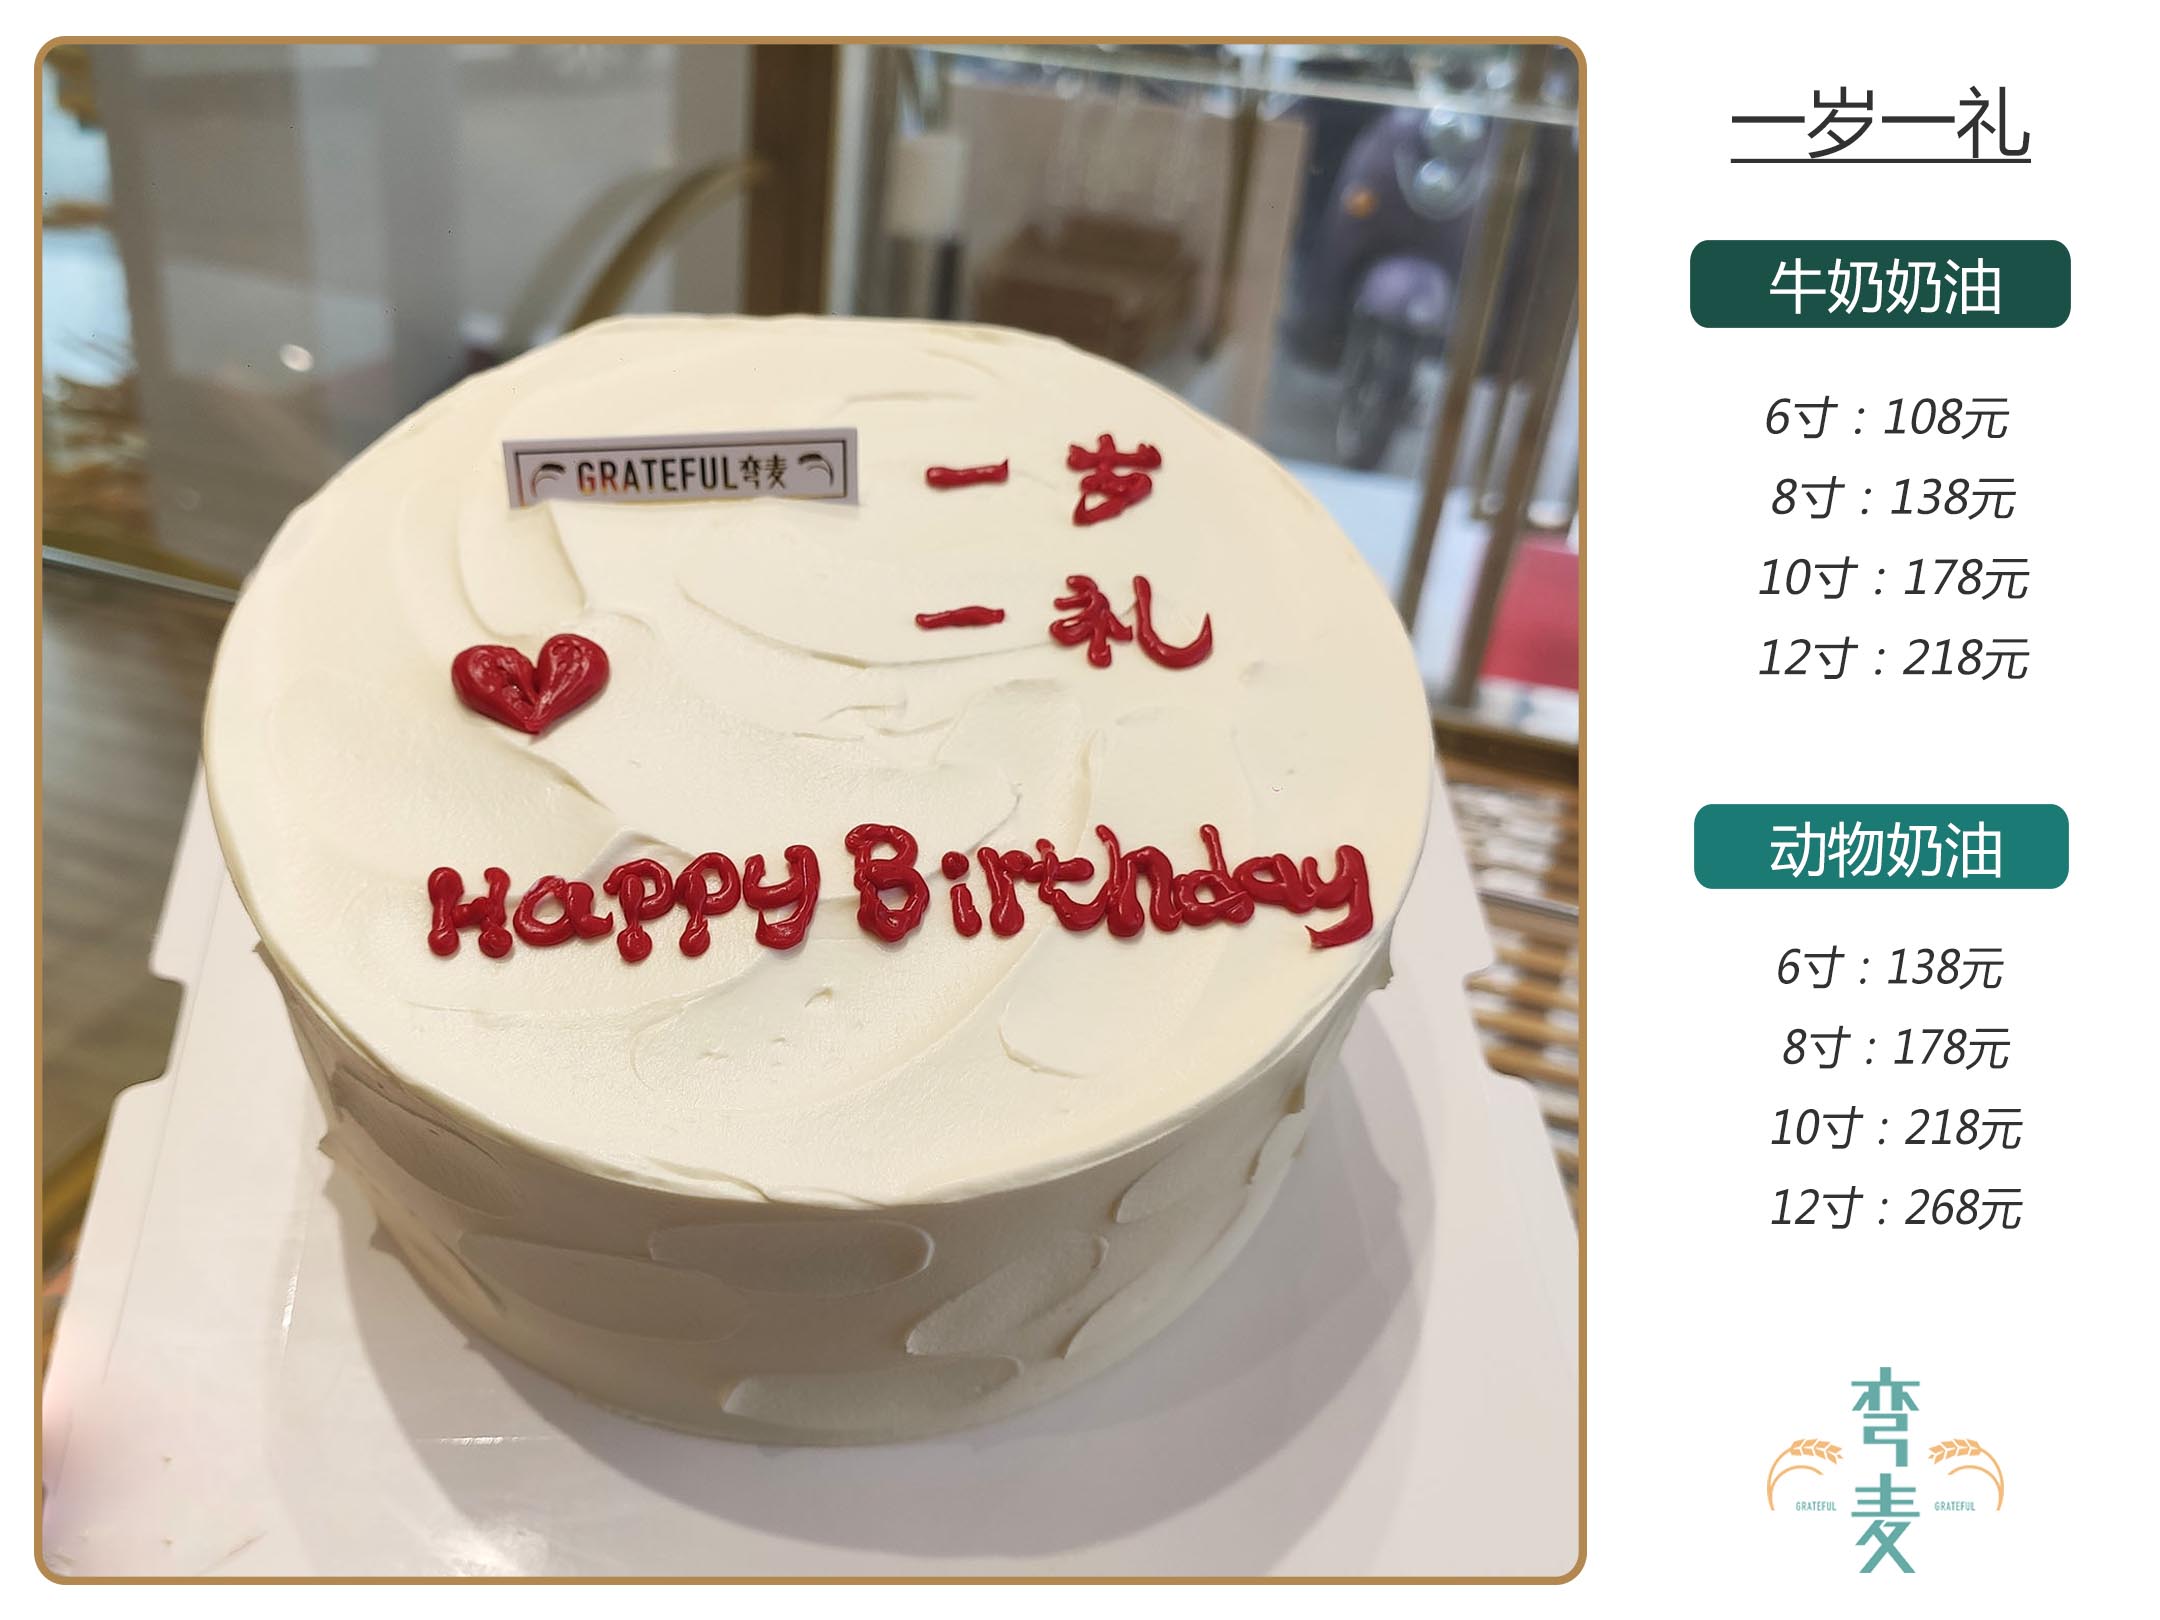 GRATEFUL弯麦
一岁
一礼
Happy Birthday
一岁一礼
牛奶奶油
6寸：108元
8寸：138元
10寸：178元
12寸：218元
动物奶油
6寸：138元
8寸：178元
10寸：218元
12寸：268元
弯麦
GRATEFUL GRATEFUL